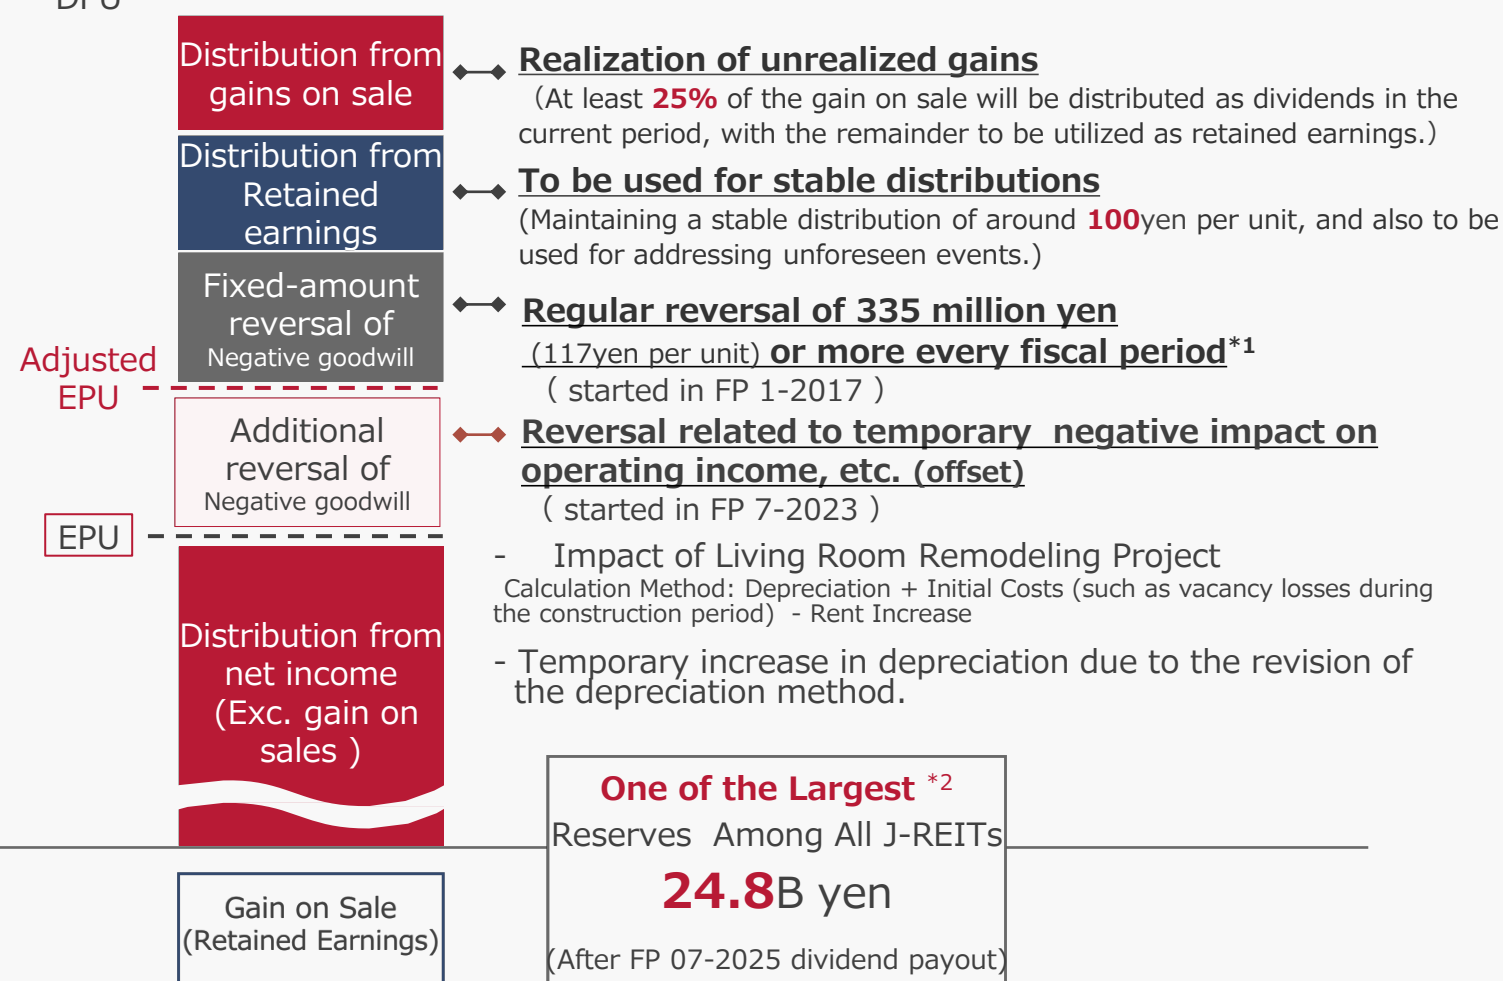 DPU
Distribution from
gains on sale
Realization of unrealized gains
（At least 25% of the gain on sale will be distributed as dividends in the
current period, with the remainder to be utilized as retained earnings.）
Distribution from
Retained
earnings
To be used for stable distributions
(Maintaining a stable distribution of around 100yen per unit, and also to be
used for addressing unforeseen events.)
Fixed-amount
reversal of
Negative goodwill
Regular reversal of 335 million yen
(117yen per unit) or more every fiscal period*1
（ started in FP 1-2017 ）
Adjusted
EPU
Additional
reversal of
Negative goodwill
Reversal related to temporary negative impact on
operating income, etc. (offset)
（ started in FP 7-2023 ）
EPU
- Impact of Living Room Remodeling Project
Calculation Method: Depreciation + Initial Costs (such as vacancy losses during
the construction period) - Rent Increase
- Temporary increase in depreciation due to the revision of
the depreciation method.
Distribution from
net income
(Exc. gain on
sales )
One of the Largest *2
Reserves Among All J-REITs
24.8B yen
(After FP 07-2025 dividend payout)
Gain on Sale
(Retained Earnings)